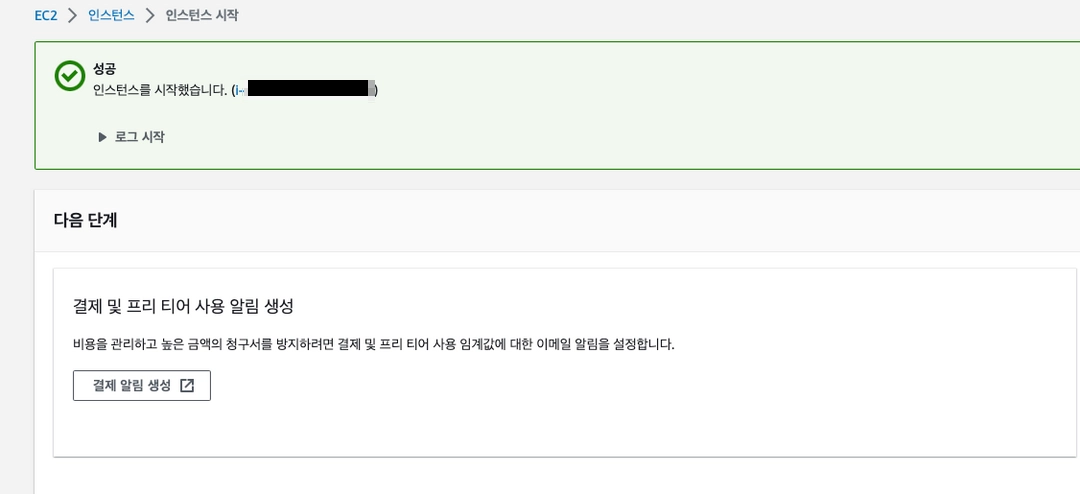 EC2 > 인스턴스 > 인스턴스 시작
성공
인스턴스를 시작했습니다. (i-)
로그 시작
다음 단계
결제 및 프리 티어 사용 알림 생성
비용을 관리하고 높은 금액의 청구서를 방지하려면 결제 및 프리 티어 사용 임계값에 대한 이메일 알림을 설정합니다.
결제 알림 생성